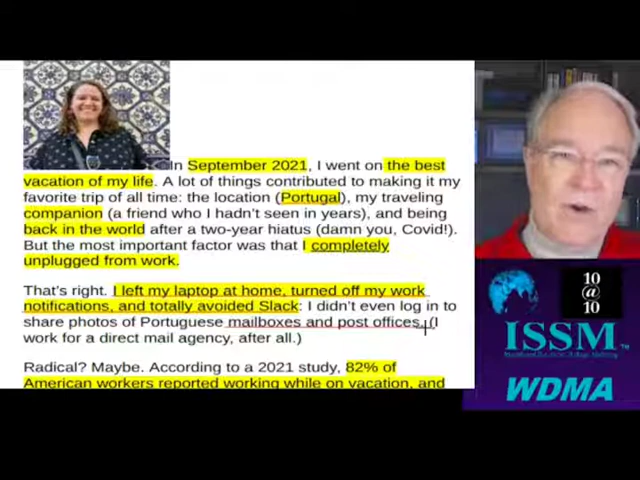 In September 2021, I went on the best
vacation of my life. A lot of things contributed to making it my
favorite trip of all time: the location (Portugal), my traveling
companion (a friend who I hadn't seen in years), and being
back in the world after a two-year hiatus (damn you, Covid!).
But the most important factor was that I completely
unplugged from work.
That's right. I left my laptop at home, turned off my work
notifications, and totally avoided Slack: I didn't even log in to
share photos of Portuguese mailboxes and post offices. (I
work for a direct mail agency, after all.)
Radical? Maybe. According to a 2021 study, 82% of
American workers reported working while on vacation, and
10
@
10
ISSM
TM
WDMA